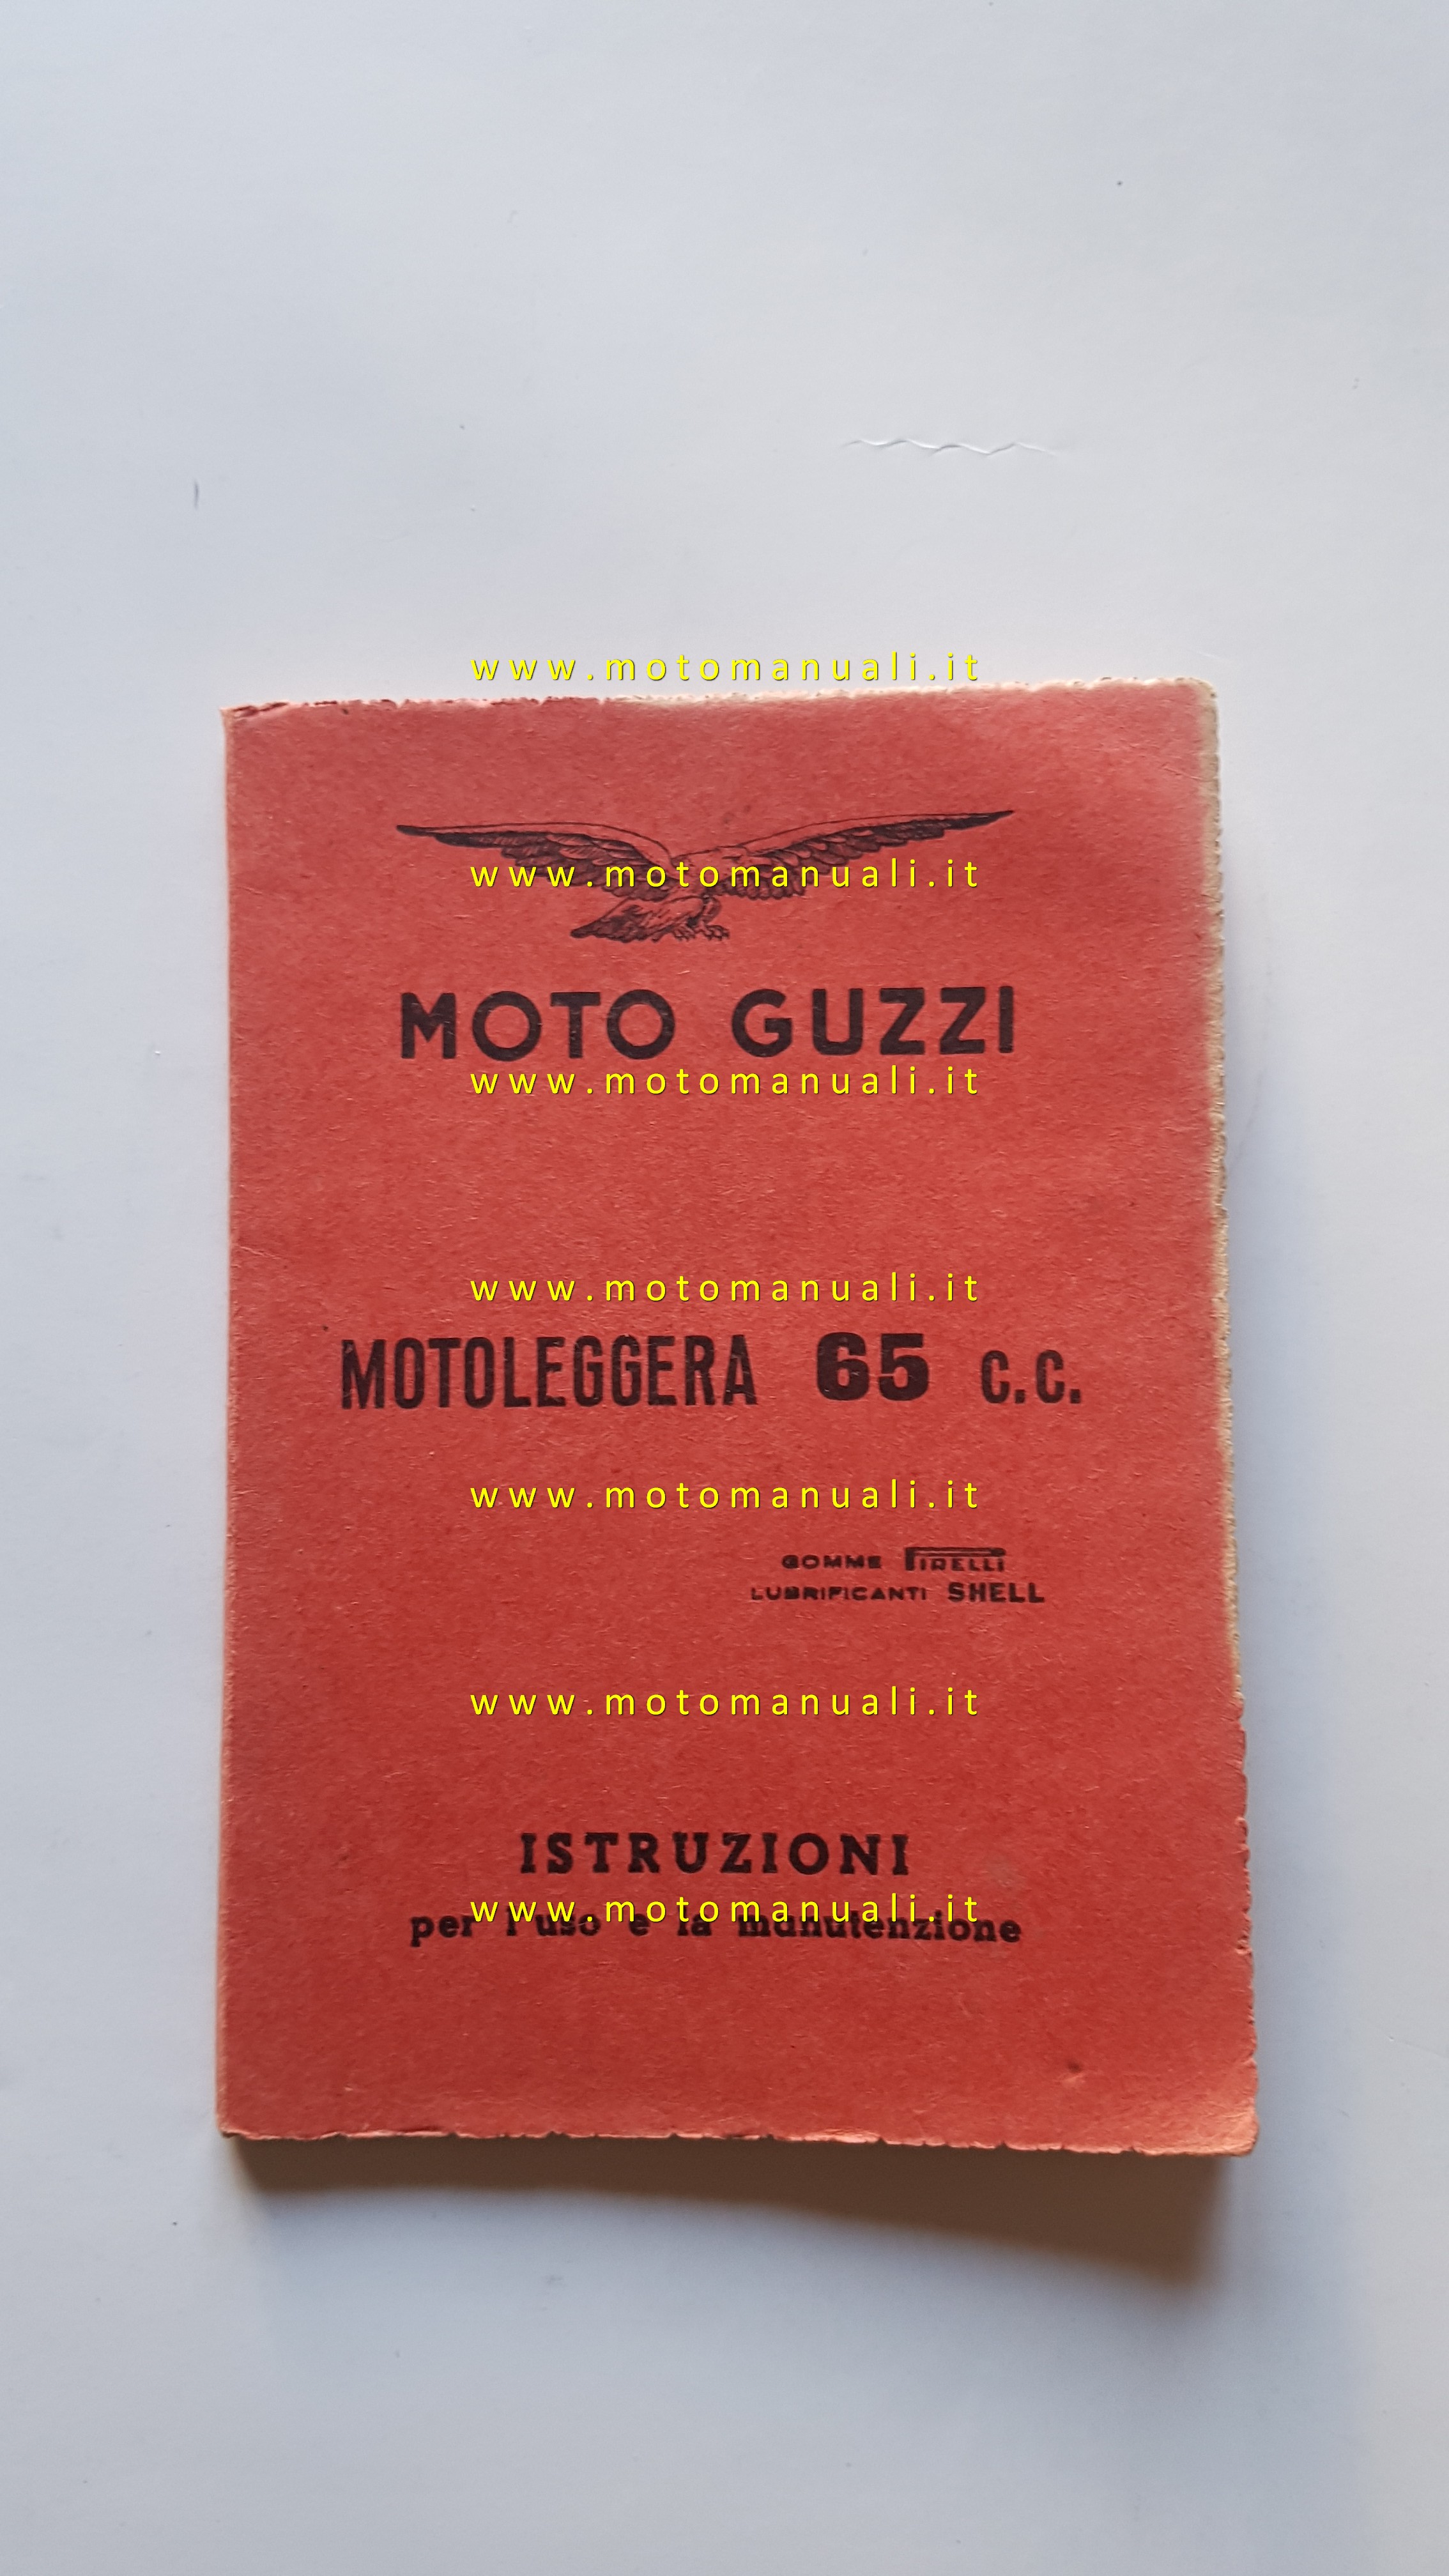 www.motomanuali.it
www.motomanuali.it
MOTO GUZZI
www.motomanuali.it
www.motomanuali.it
MOTOLEGGERA 65 C.C.
www.motomanuali.it
GOMME PIRELLI
LUBRIFICANTI SHELL
www.motomanuali.it
ISTRUZIONI
www.motomanuali.it
per l'uso e la manutenzione